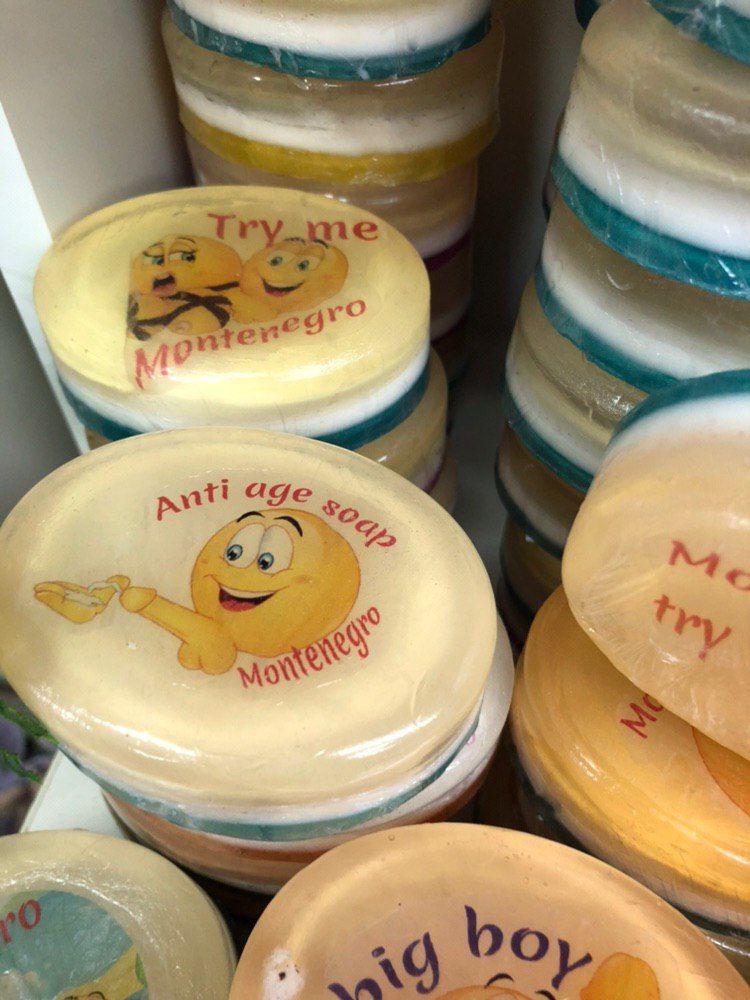 Try me
Montenegro
Anti age soap
Montenegro
try
big boy